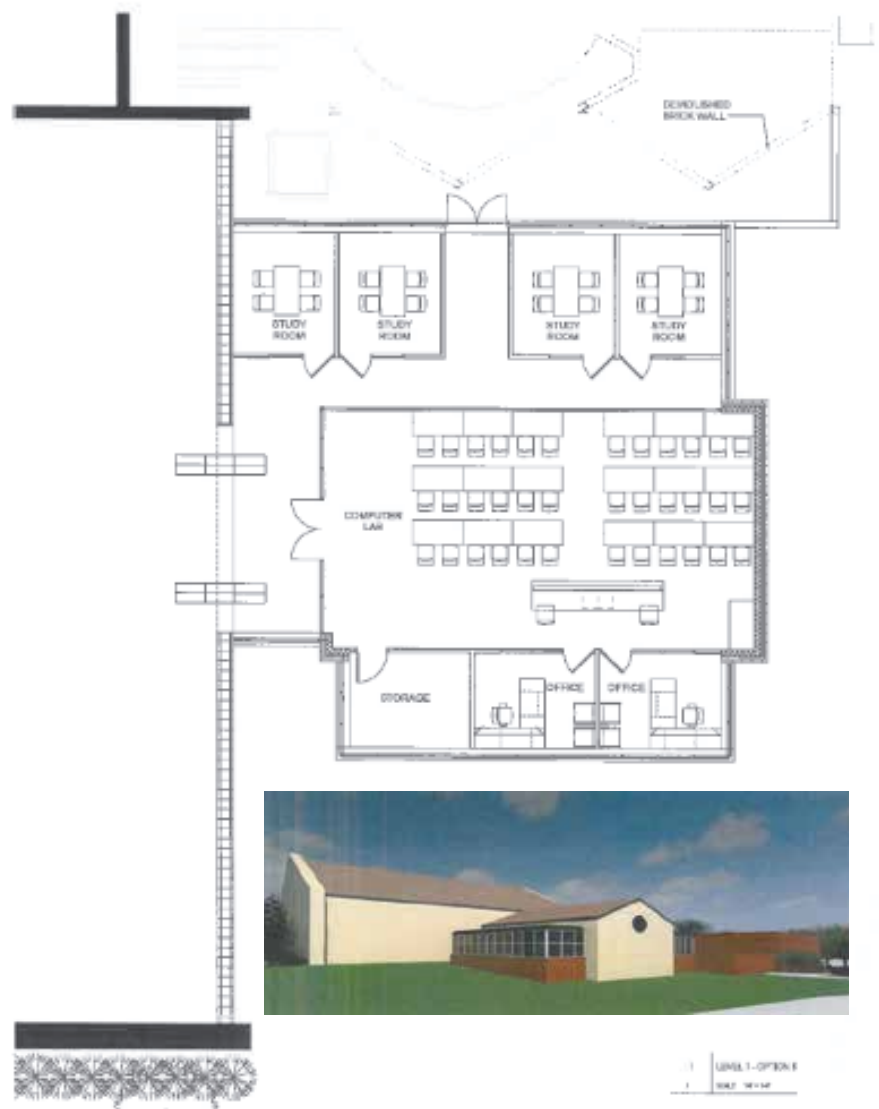 DEMOLISHED
BRICK WALL
STUDY
ROOM
STUDY
ROOM
STUDY
ROOM
STUDY
ROOM
COMPUTER
LAB
STORAGE
OFFICE
OFFICE
LEVEL 1 - OPTION
SCALE